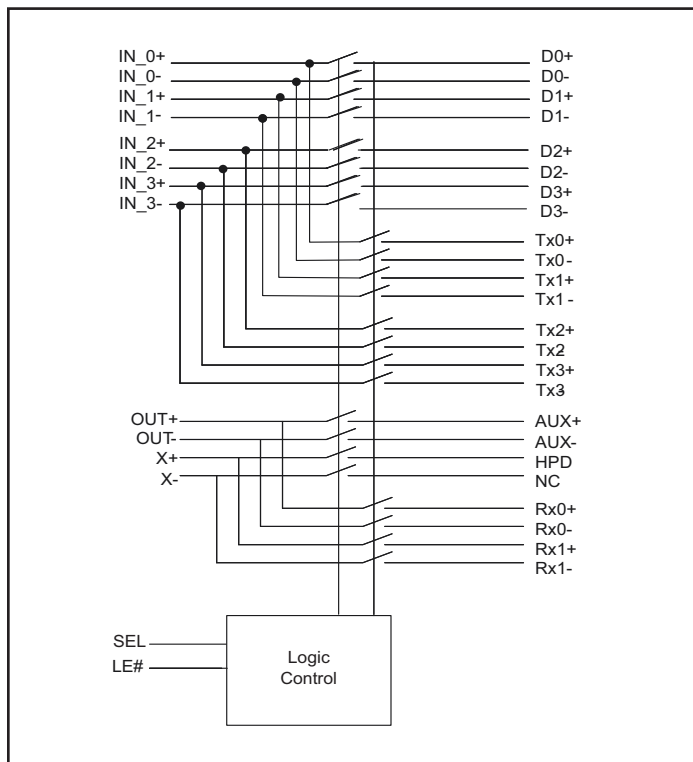 IN_0+ D0+
IN_0- D0-
IN_1+ D1+
IN_1- D1-
IN_2+ D2+
IN_2- D2-
IN_3+ D3+
IN_3- D3-
Tx0+
Tx0-
Tx1+
Tx1-
Tx2+
Tx2-
Tx3+
Tx3-
OUT+ AUX+
OUT- AUX-
X+ HPD
X- NC
Rx0+
Rx0-
Rx1+
Rx1-
SEL
LE#
Logic
Control